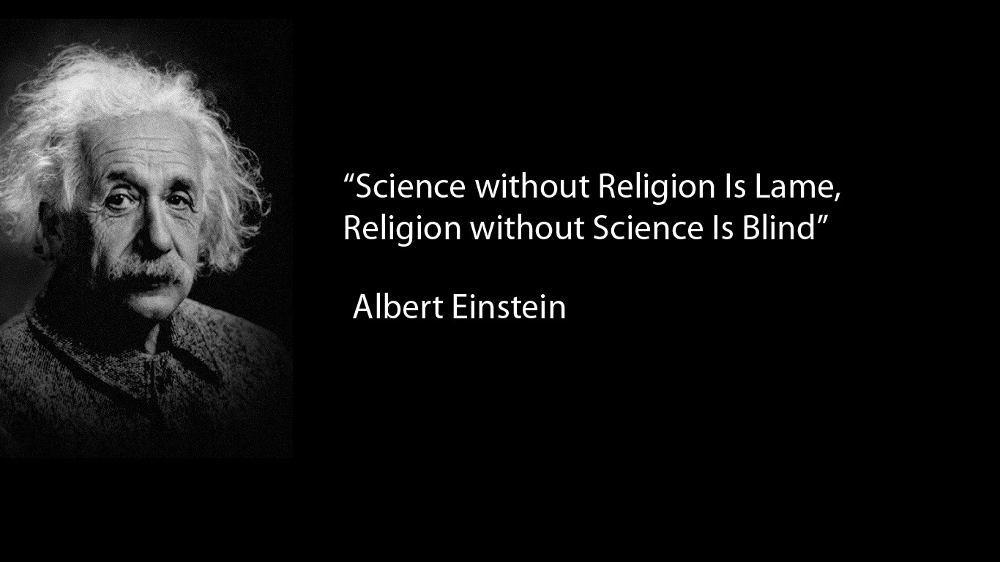 “Science without Religion Is Lame,
Religion without Science Is Blind”
Albert Einstein